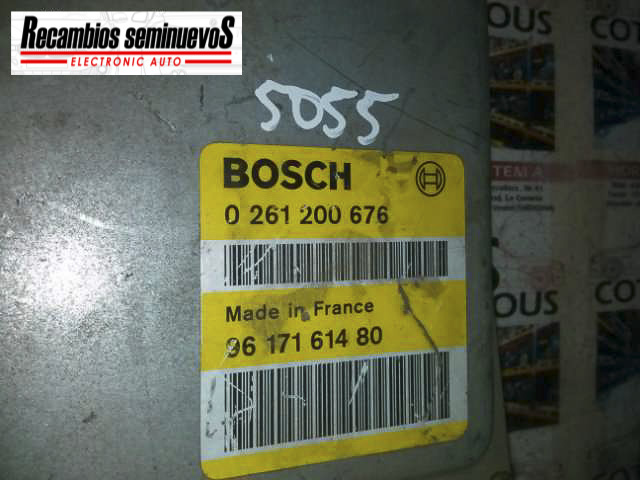 Recambios seminuevoS
ELECTRONIC AUTO
5055
BOSCH
0 261 200 676
Made in France
96 171 614 80
OUS
COT
TEM A
OUS
COT